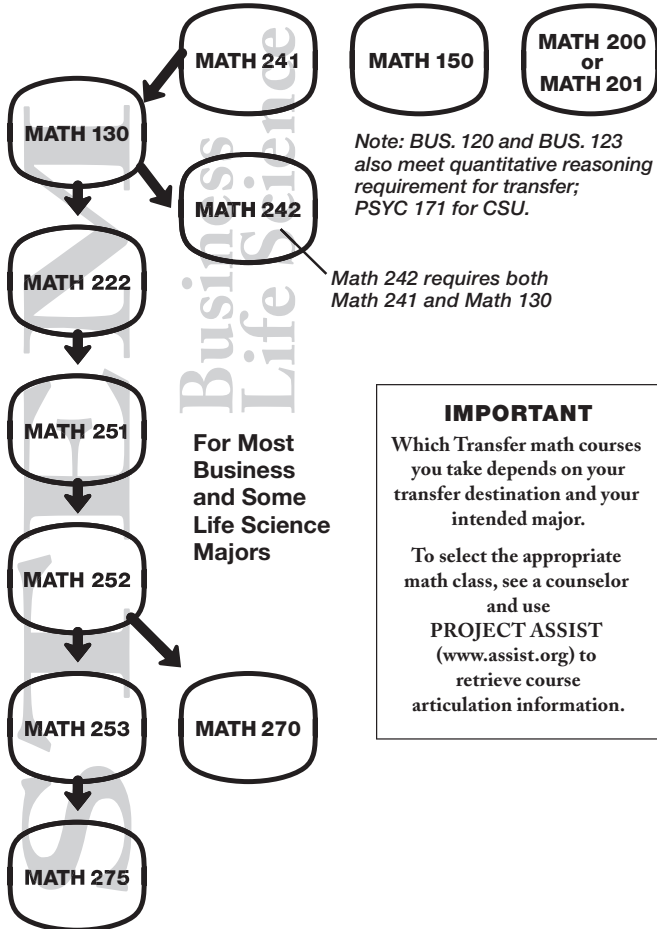 MATH 241
MATH 150
MATH 200
or
MATH 201
MATH 130
Note: BUS. 120 and BUS. 123
also meet quantitative reasoning
requirement for transfer;
PSYC 171 for CSU.
MATH 242
Math 242 requires both
Math 241 and Math 130
MATH 222
Business
Life Science
MATH 251
For Most
Business
and Some
Life Science
Majors
IMPORTANT
Which Transfer math courses
you take depends on your
transfer destination and your
intended major.
To select the appropriate
math class, see a counselor
and use
PROJECT ASSIST
(www.assist.org) to
retrieve course
articulation information.
MATH 252
MATH 253
MATH 270
MATH 275
STEM